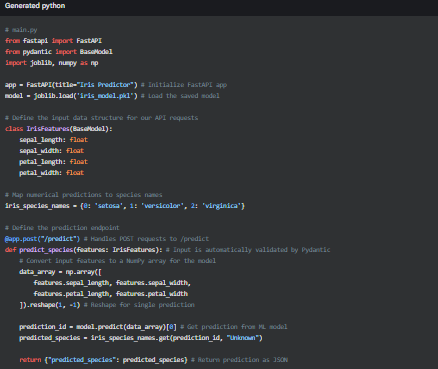 Generated python
# main.py
from fastapi import FastAPI
from pydantic import BaseModel
import joblib, numpy as np
app = FastAPI(title="Iris Predictor") # Initialize FastAPI app
model = joblib.load('iris_model.pkl') # Load the saved model
# Define the input data structure for our API requests
class IrisFeatures(BaseModel):
    sepal_length: float
    sepal_width: float
    petal_length: float
    petal_width: float
# Map numerical predictions to species names
iris_species_names = {0: 'setosa', 1: 'versicolor', 2: 'virginica'}
# Define the prediction endpoint
@app.post("/predict") # Handles POST requests to /predict
def predict_species(features: IrisFeatures): # Input is automatically validated by Pydantic
    # Convert input features to a NumPy array for the model
    data_array = np.array([
        features.sepal_length, features.sepal_width,
        features.petal_length, features.petal_width
    ]).reshape(1, -1) # Reshape for single prediction
    prediction_id = model.predict(data_array)[0] # Get prediction from ML model
    predicted_species = iris_species_names.get(prediction_id, "Unknown")
    return {"predicted_species": predicted_species} # Return prediction as JSON